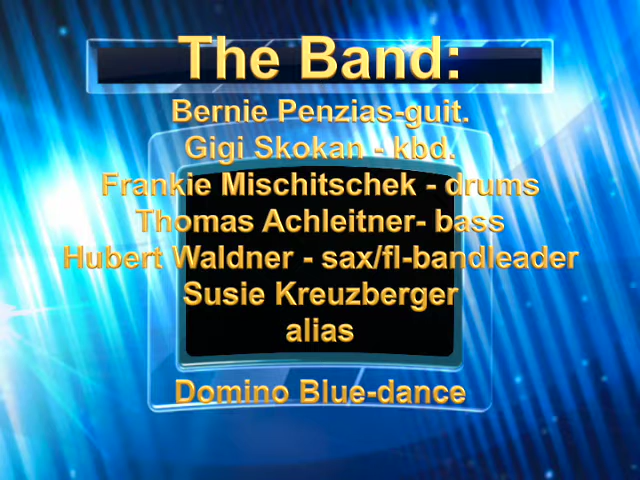 The Band:
Bernie Penzias-guit.
Gigi Skokan - kbd.
Frankie Mischitschek - drums
Thomas Achleitner- bass
Hubert Waldner - sax/fl-bandleader
Susie Kreuzberger
alias
Domino Blue-dance